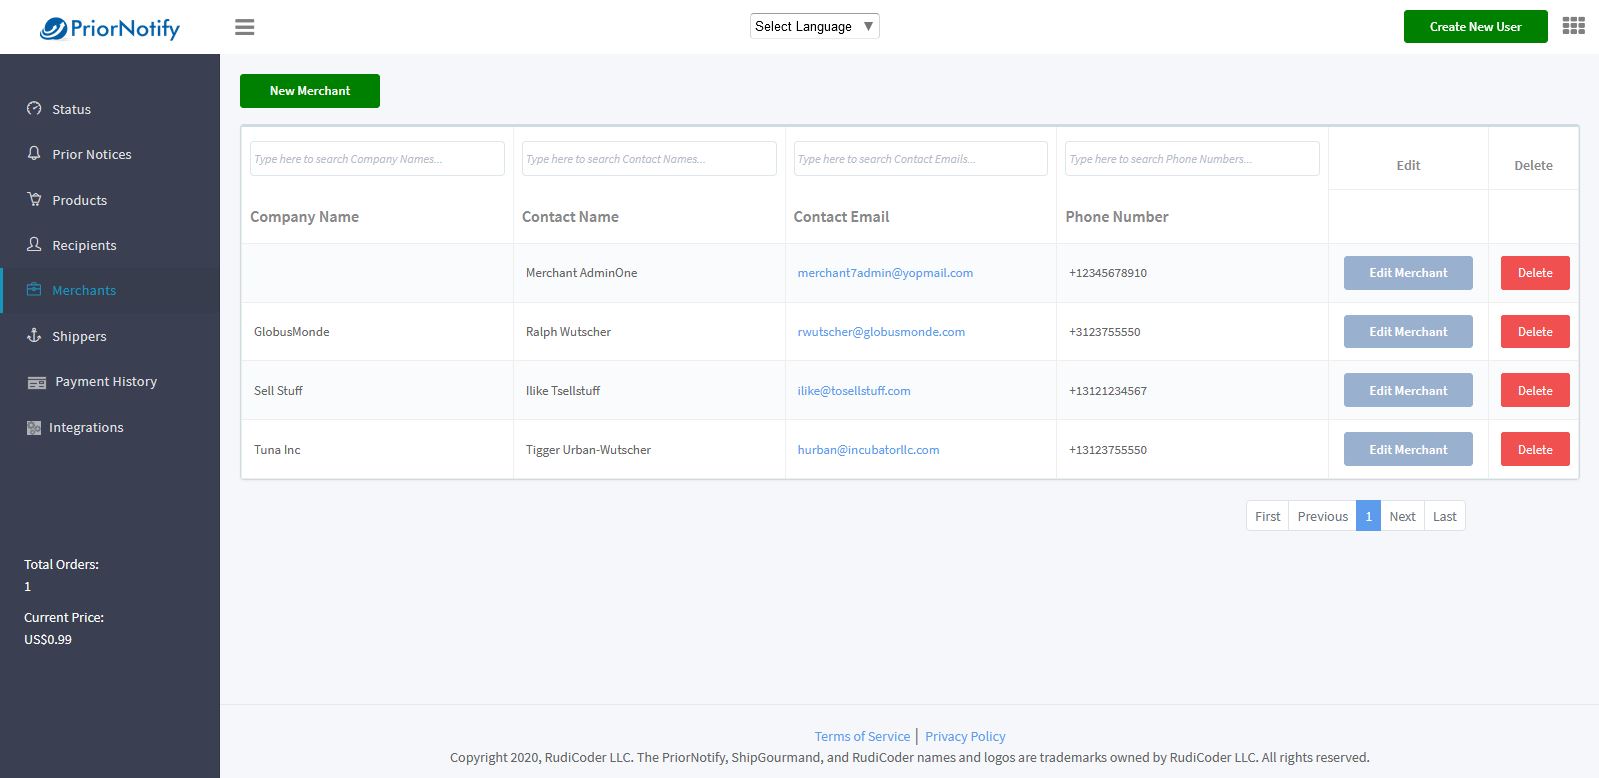 PriorNotify
Select Language ▼
Create New User
Status
Prior Notices
Products
Recipients
Merchants
Shippers
Payment History
Integrations
Total Orders:
1
Current Price:
US$0.99
New Merchant
Type here to search Company Names... Type here to search Contact Names... Type here to search Contact Emails... Type here to search Phone Numbers... Edit Delete
Company Name Contact Name Contact Email Phone Number
Merchant AdminOne merchant7admin@yopmail.com +12345678910 Edit Merchant Delete
GlobusMonde Ralph Wutscher rwutscher@globusmonde.com +3123755550 Edit Merchant Delete
Sell Stuff Ilike Tsellstuff ilike@tosellstuff.com +13121234567 Edit Merchant Delete
Tuna Inc Tigger Urban-Wutscher hurban@incubatorllc.com +13123755550 Edit Merchant Delete
First Previous 1 Next Last
Terms of Service | Privacy Policy
Copyright 2020, RudiCoder LLC. The PriorNotify, ShipGourmand, and RudiCoder names and logos are trademarks owned by RudiCoder LLC. All rights reserved.